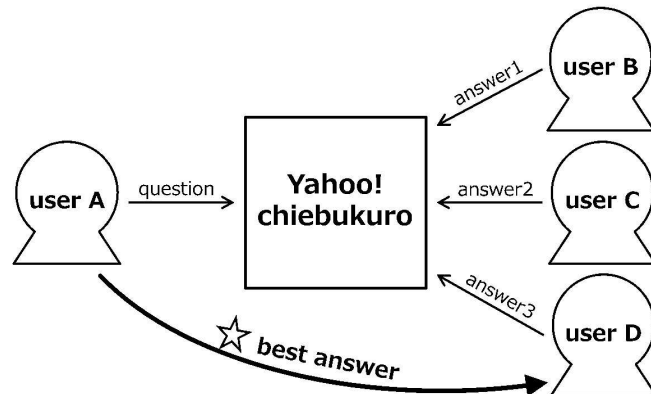 user A
question
Yahoo!
chiebukuro
answer1
user B
answer2
user C
answer3
user D
☆ best answer